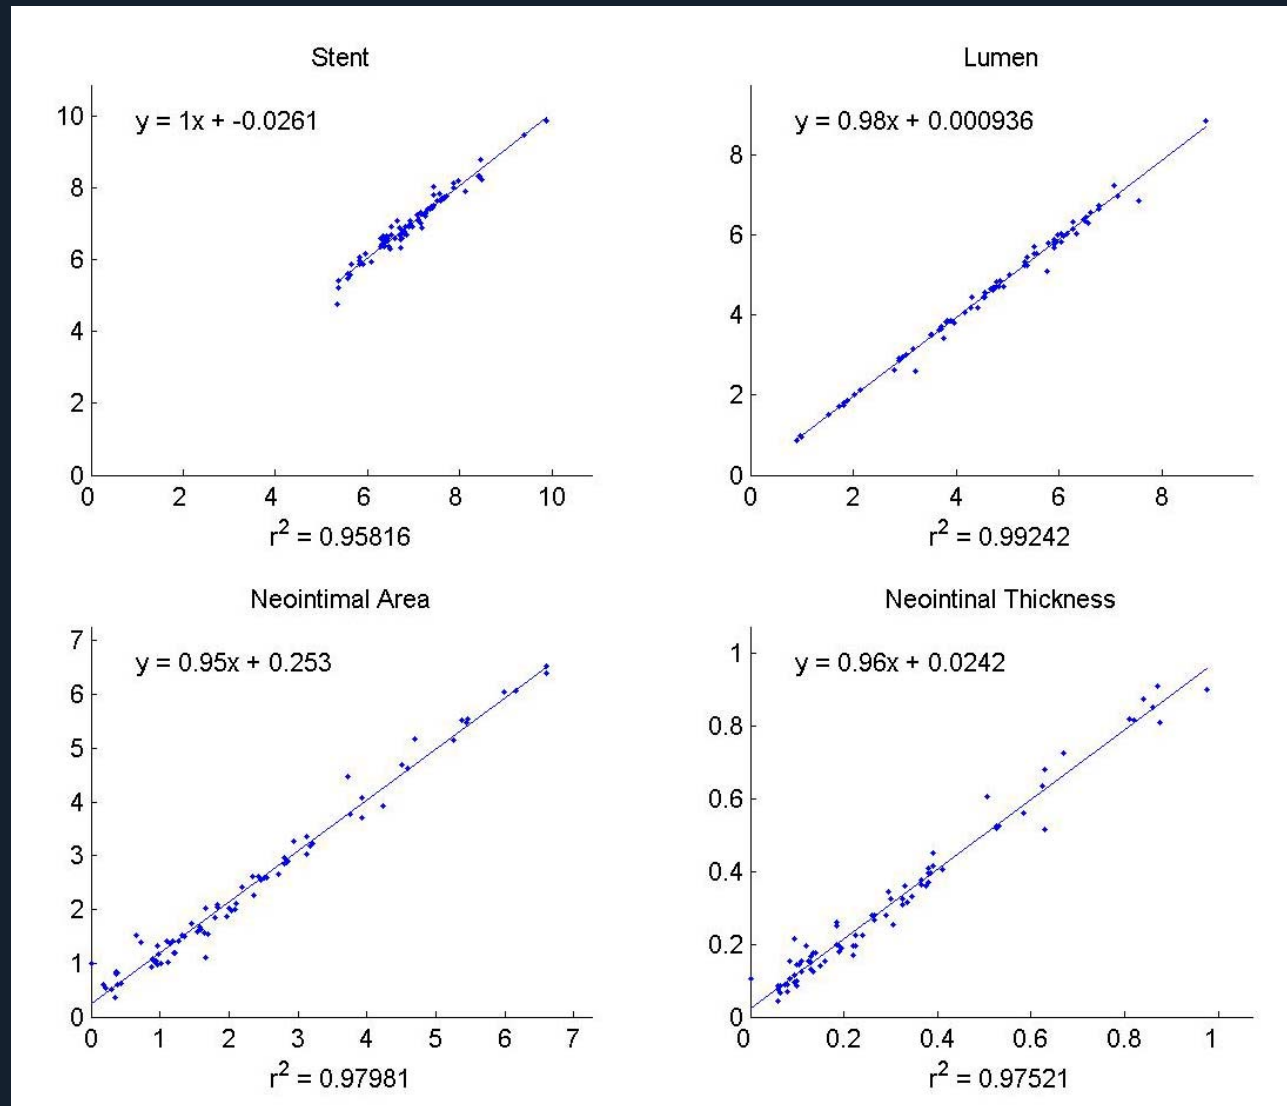 Stent
y = 1x + -0.0261
10
8
6
4
2
0
0 2 4 6 8 10
r² = 0.95816
Lumen
y = 0.98x + 0.000936
8
6
4
2
0
0 2 4 6 8
r² = 0.99242
Neointimal Area
y = 0.95x + 0.253
7
6
5
4
3
2
1
0
0 1 2 3 4 5 6 7
r² = 0.97981
Neointinal Thickness
y = 0.96x + 0.0242
1
0.8
0.6
0.4
0.2
0
0 0.2 0.4 0.6 0.8 1
r² = 0.97521